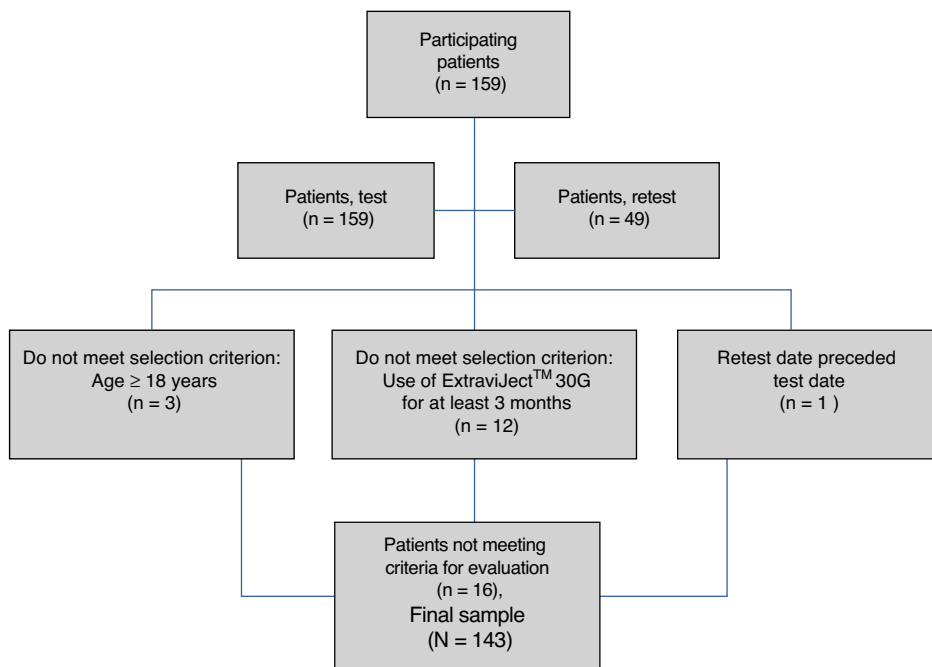 Participating
patients
(n = 159)
Patients, test
(n = 159)
Patients, retest
(n = 49)
Do not meet selection criterion:
Age ≥ 18 years
(n = 3)
Do not meet selection criterion:
Use of ExtraviJect™ 30G
for at least 3 months
(n = 12)
Retest date preceded
test date
(n = 1 )
Patients not meeting
criteria for evaluation
(n = 16),
Final sample
(N = 143)